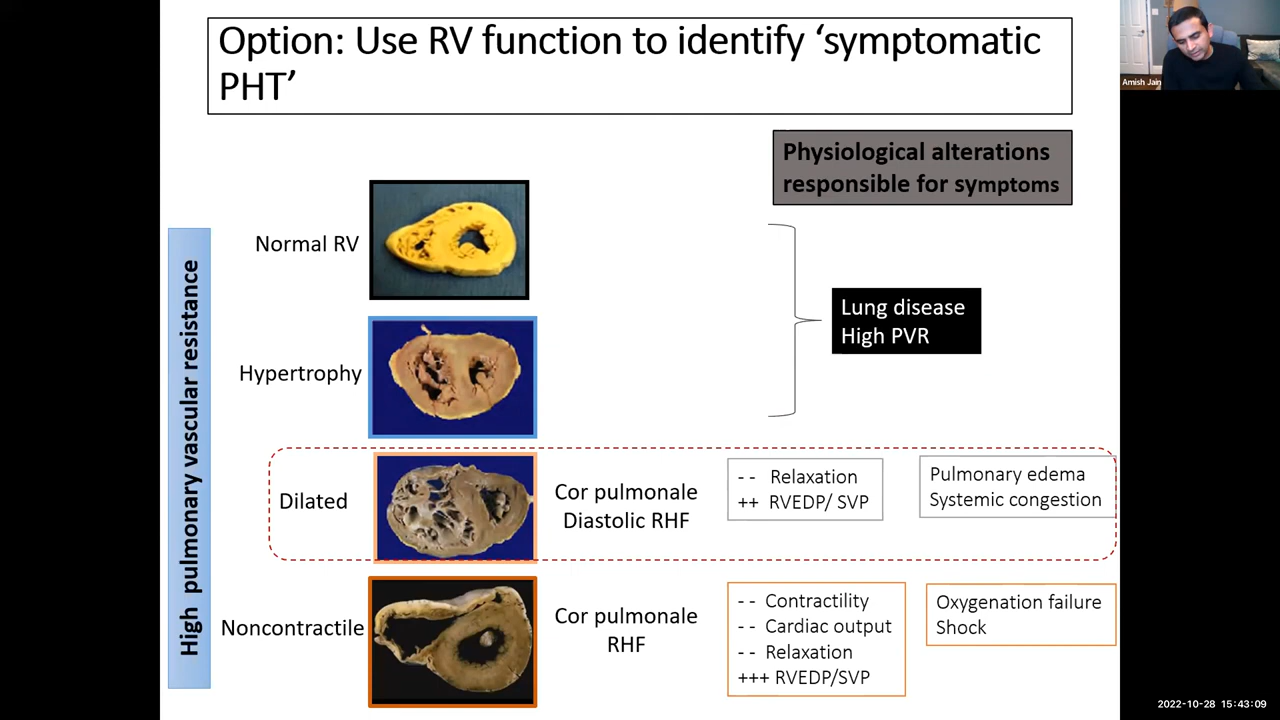 Option: Use RV function to identify ‘symptomatic
PHT’
Amish Jain
Physiological alterations
responsible for symptoms
High pulmonary vascular resistance
Normal RV
Lung disease
High PVR
Hypertrophy
Dilated
Cor pulmonale
Diastolic RHF
- - Relaxation
++ RVEDP/ SVP
Pulmonary edema
Systemic congestion
Noncontractile
Cor pulmonale
RHF
- - Contractility
- - Cardiac output
- - Relaxation
+++ RVEDP/SVP
Oxygenation failure
Shock
2022-10-28 15:43:09